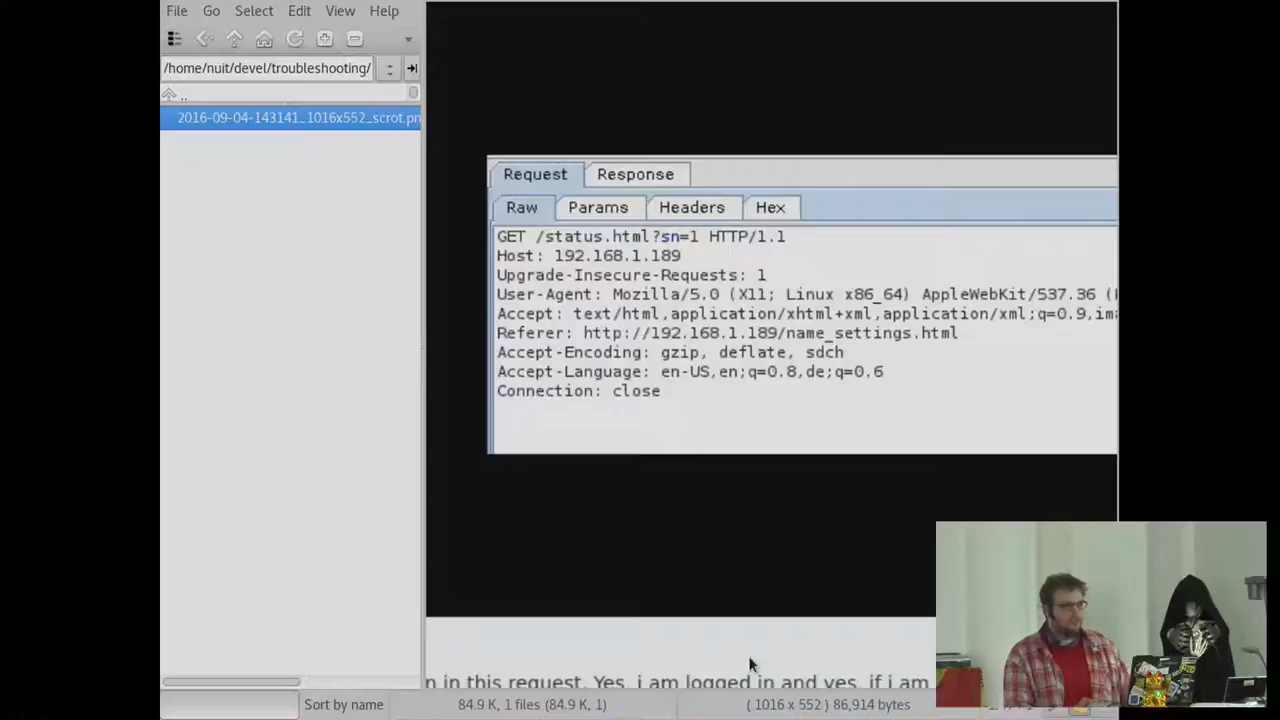 File Go Select Edit View Help
/home/nuit/devel/troubleshooting/
..
2016-09-04-143141_1016x552_scrot.pn
Request Response
Raw Params Headers Hex
GET /status.html?sn=1 HTTP/1.1
Host: 192.168.1.189
Upgrade-Insecure-Requests: 1
User-Agent: Mozilla/5.0 (X11; Linux x86_64) AppleWebKit/537.36 (
Accept: text/html,application/xhtml+xml,application/xml;q=0.9,im
Referer: http://192.168.1.189/name_settings.html
Accept-Encoding: gzip, deflate, sdch
Accept-Language: en-US,en;q=0.8,de;q=0.6
Connection: close
n in this request. Yes, i am logged in and yes, if i am
Sort by name 84.9 K, 1 files (84.9 K, 1) ( 1016 x 552 ) 86,914 bytes